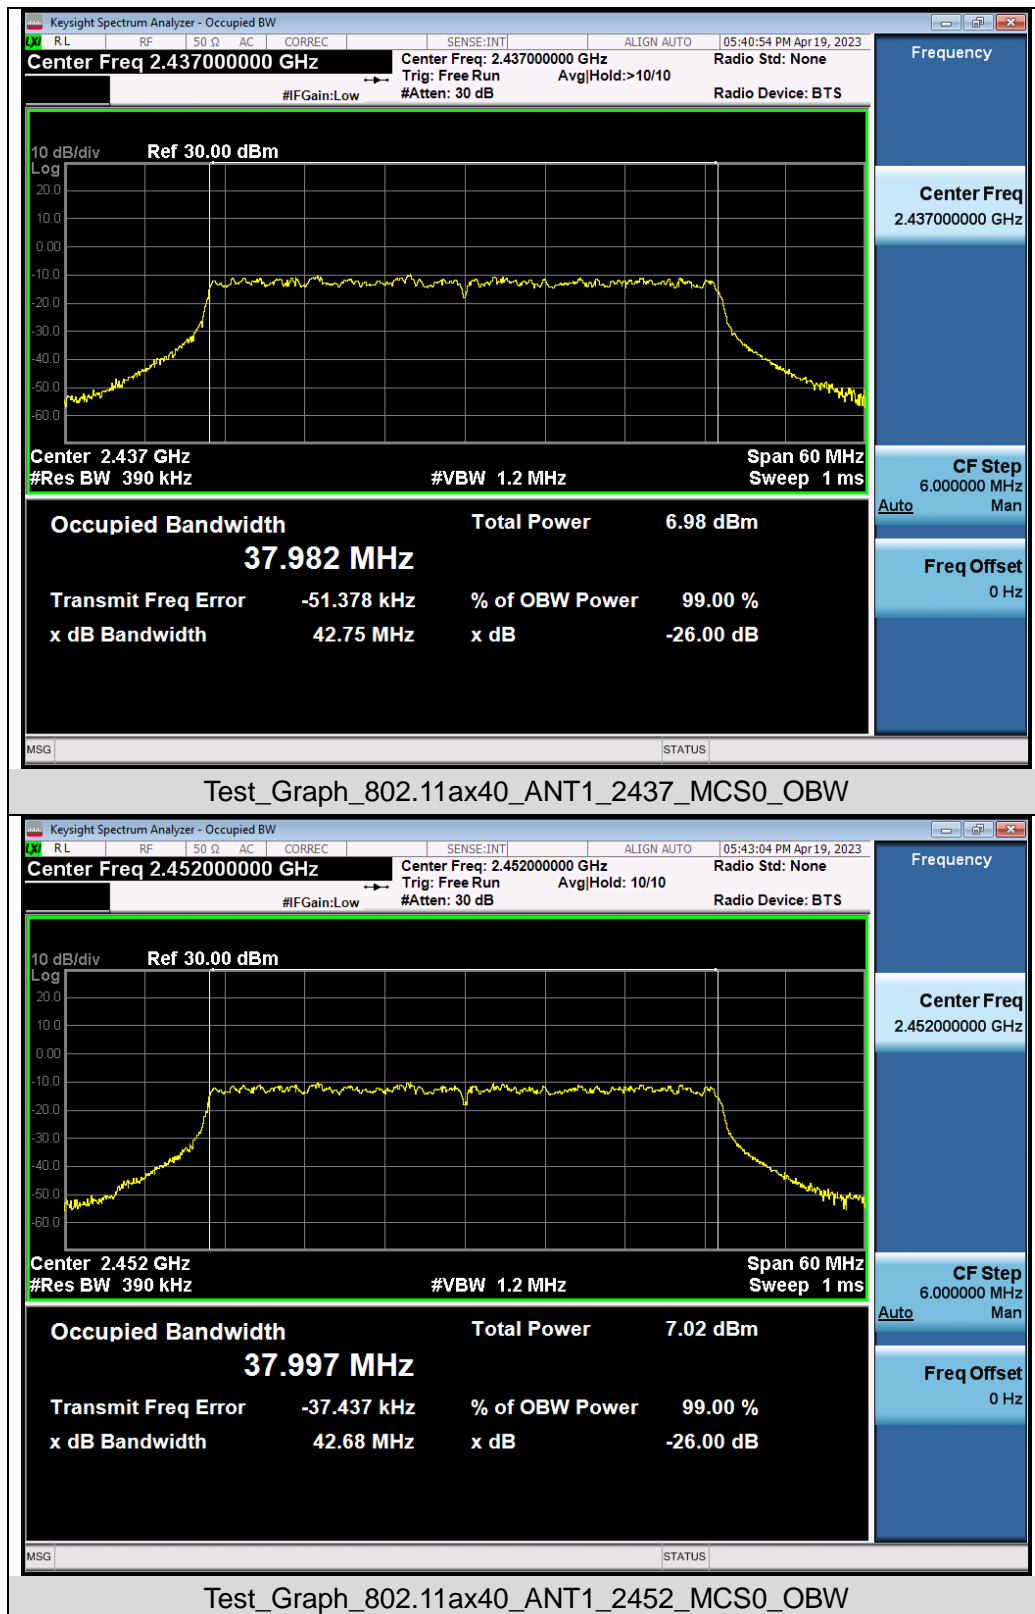 Keysight Spectrum Analyzer - Occupied BW
LXI RL RF 50 Ω AC CORREC SENSE:INT ALIGN AUTO 05:40:54 PM Apr 19, 2023
Center Freq 2.437000000 GHz
Center Freq: 2.437000000 GHz Radio Std: None
Trig: Free Run Avg|Hold:>10/10
#IFGain:Low #Atten: 30 dB Radio Device: BTS
Frequency
10 dB/div Ref 30.00 dBm
Log
20.0
10.0
0.00
-10.0
-20.0
-30.0
-40.0
-50.0
-60.0
Center 2.437 GHz Span 60 MHz
#Res BW 390 kHz #VBW 1.2 MHz Sweep 1 ms
Center Freq
2.437000000 GHz
CF Step
6.000000 MHz
Auto Man
Freq Offset
0 Hz
Occupied Bandwidth Total Power 6.98 dBm
37.982 MHz
Transmit Freq Error -51.378 kHz % of OBW Power 99.00 %
x dB Bandwidth 42.75 MHz x dB -26.00 dB
MSG STATUS
Test_Graph_802.11ax40_ANT1_2437_MCS0_OBW
Keysight Spectrum Analyzer - Occupied BW
LXI RL RF 50 Ω AC CORREC SENSE:INT ALIGN AUTO 05:43:04 PM Apr 19, 2023
Center Freq 2.452000000 GHz
Center Freq: 2.452000000 GHz Radio Std: None
Trig: Free Run Avg|Hold: 10/10
#IFGain:Low #Atten: 30 dB Radio Device: BTS
Frequency
10 dB/div Ref 30.00 dBm
Log
20.0
10.0
0.00
-10.0
-20.0
-30.0
-40.0
-50.0
-60.0
Center 2.452 GHz Span 60 MHz
#Res BW 390 kHz #VBW 1.2 MHz Sweep 1 ms
Center Freq
2.452000000 GHz
CF Step
6.000000 MHz
Auto Man
Freq Offset
0 Hz
Occupied Bandwidth Total Power 7.02 dBm
37.997 MHz
Transmit Freq Error -37.437 kHz % of OBW Power 99.00 %
x dB Bandwidth 42.68 MHz x dB -26.00 dB
MSG STATUS
Test_Graph_802.11ax40_ANT1_2452_MCS0_OBW